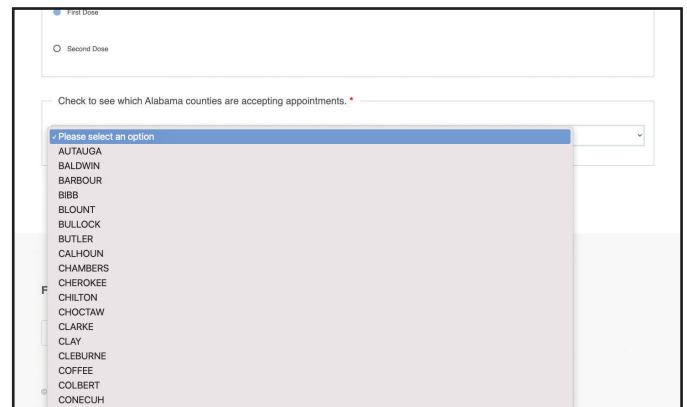 First Dose
Second Dose
Check to see which Alabama counties are accepting appointments. *
✓ Please select an option
AUTAUGA
BALDWIN
BARBOUR
BIBB
BLOUNT
BULLOCK
BUTLER
CALHOUN
CHAMBERS
CHEROKEE
CHILTON
CHOCTAW
CLARKE
CLAY
CLEBURNE
COFFEE
COLBERT
CONECUH
F
©